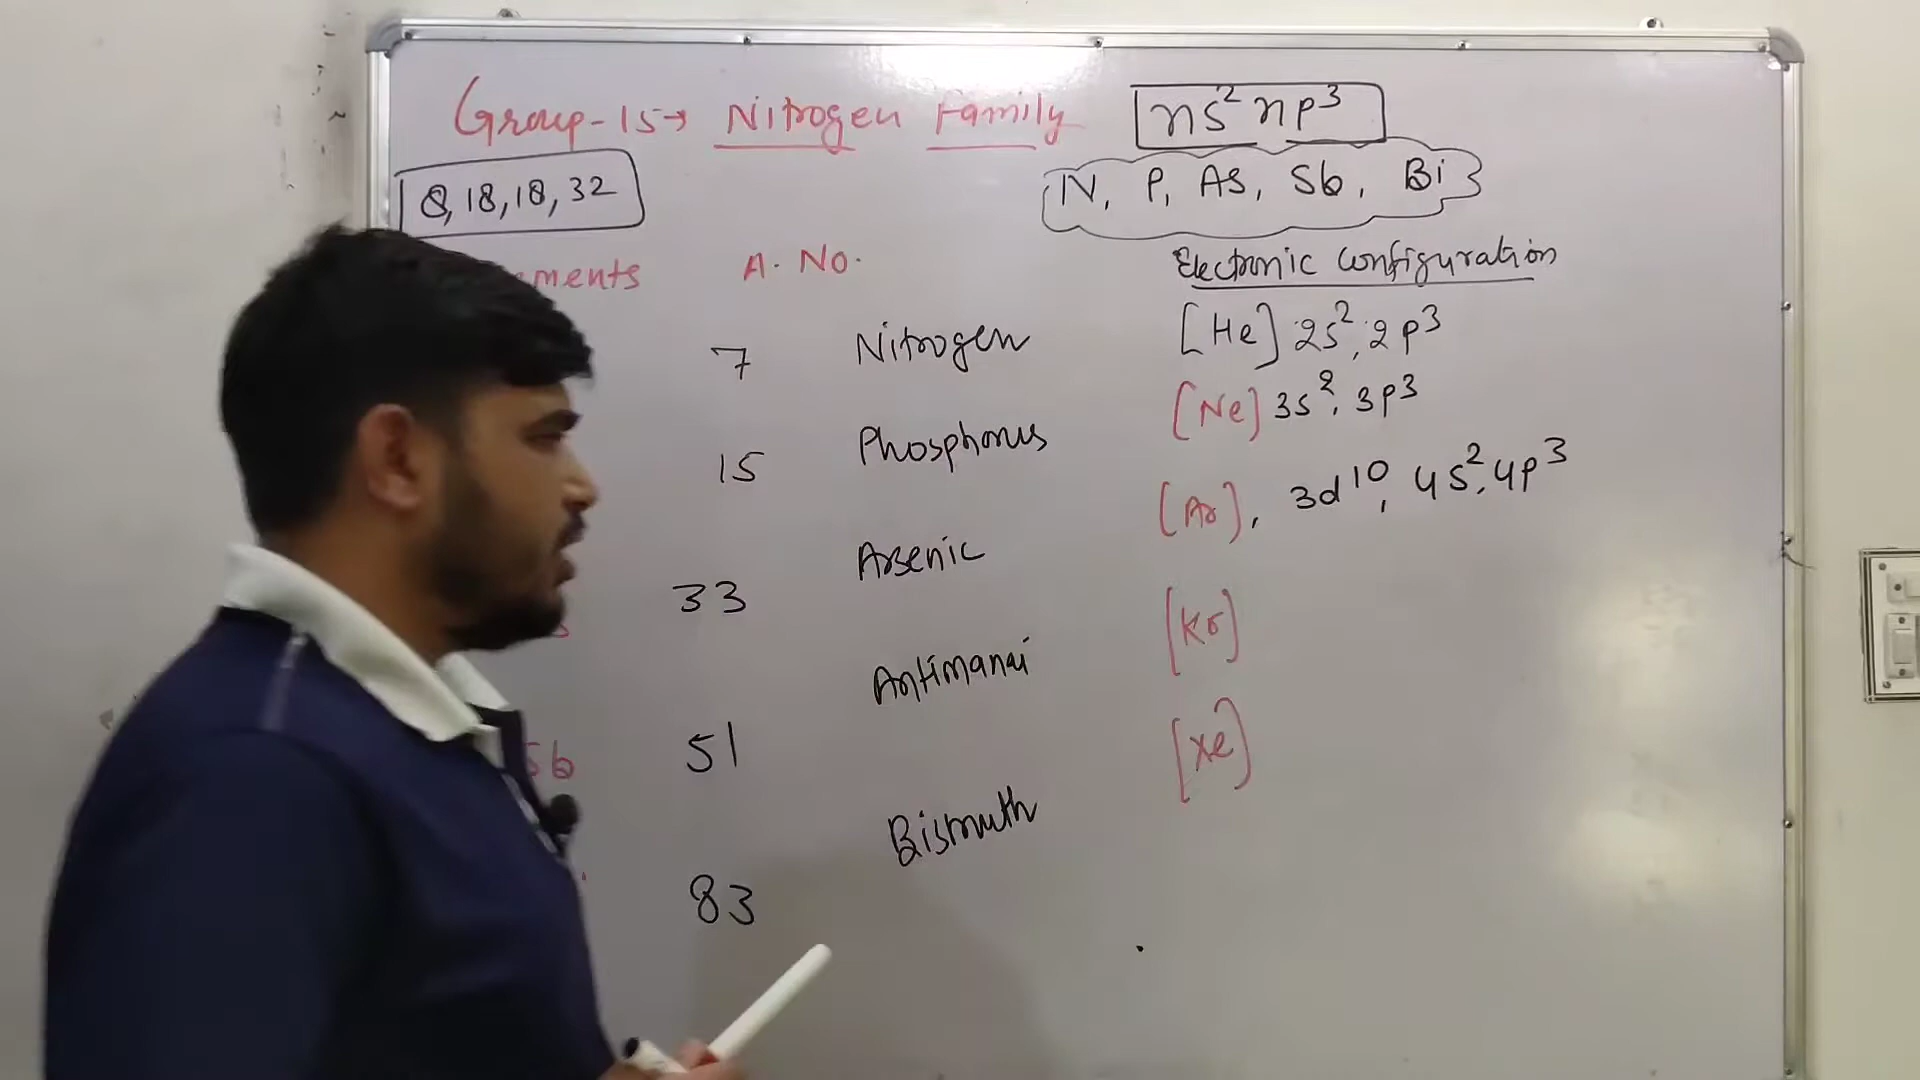 Group-15→ Nitrogen Family ns² np³
8, 18, 18, 32
N, P, As, Sb, Bi
ements A. No. Electronic Configuration
7 Nitrogen [He] 2s², 2p³
15 Phosphorus [Ne] 3s², 3p³
33 Arsenic [Ar], 3d¹⁰, 4s², 4p³
51 Antimanai [Kr]
Sb
83 Bismuth [Xe]